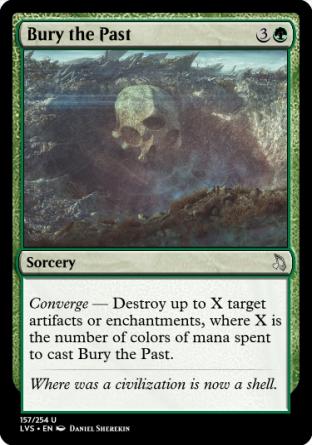 Bury the Past 3
Sorcery
Converge — Destroy up to X target
artifacts or enchantments, where X is
the number of colors of mana spent
to cast Bury the Past.
Where was a civilization is now a shell.
157/254 U
LVS • EN DANIEL SHEREKIN